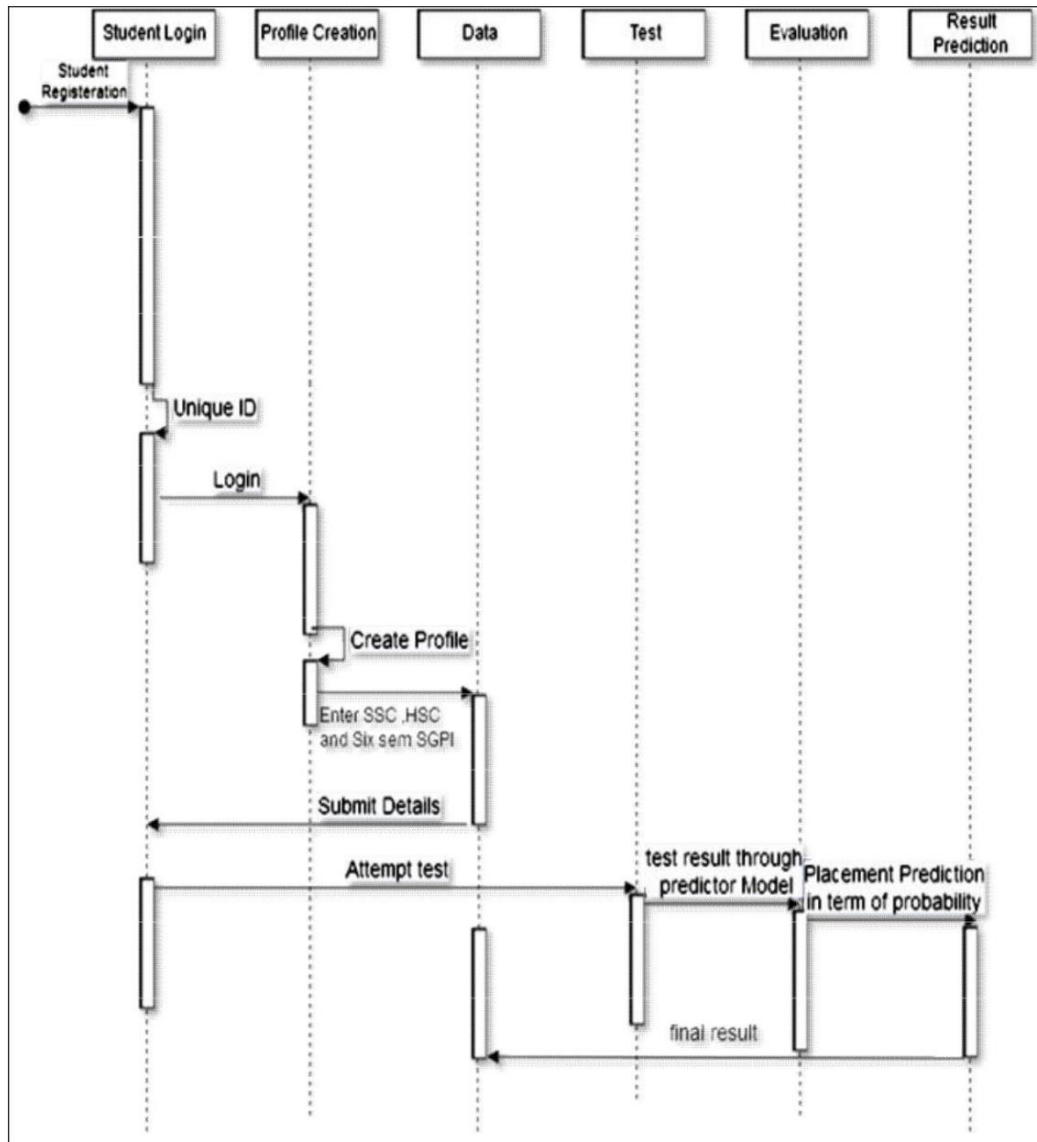 Student Login
Profile Creation
Data
Test
Evaluation
Result
Prediction
Student
Registeration
Unique ID
Login
Create Profile
Enter SSC ,HSC
and Six sem SGPI
Submit Details
Attempt test
test result through
predictor Model
Placement Prediction
in term of probability
final result